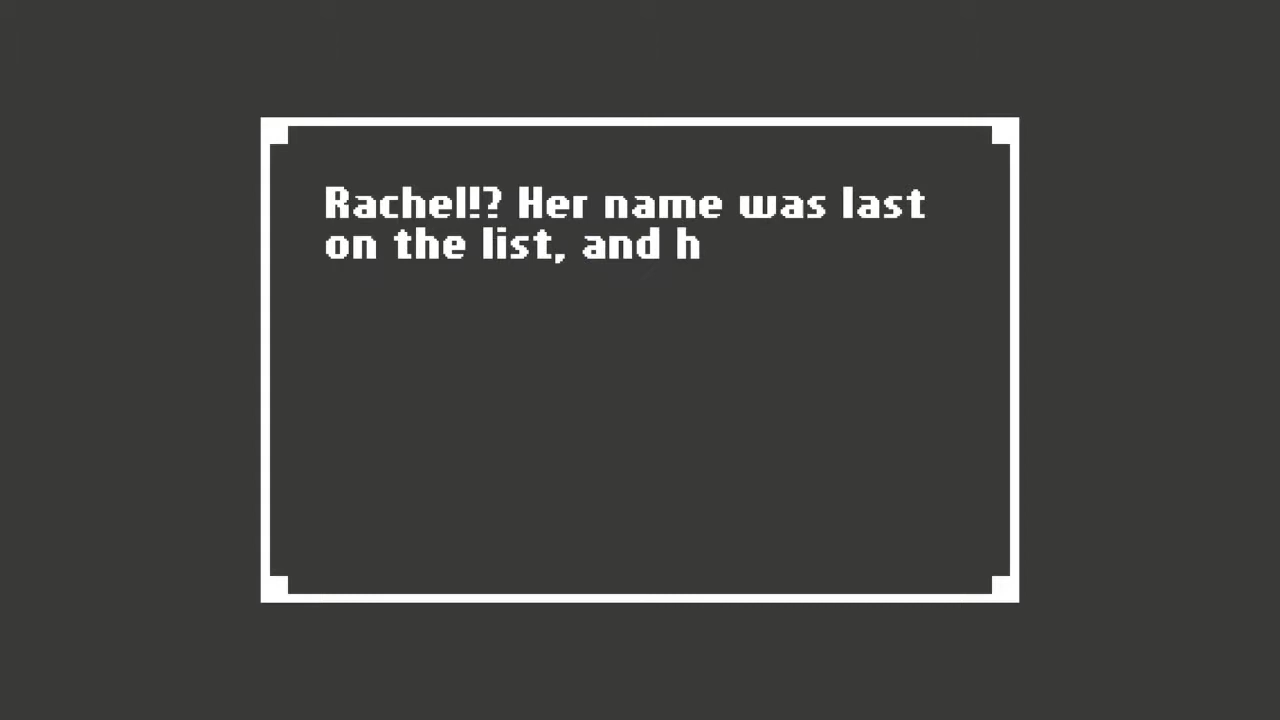 Rachel!? Her name was last
on the list, and h